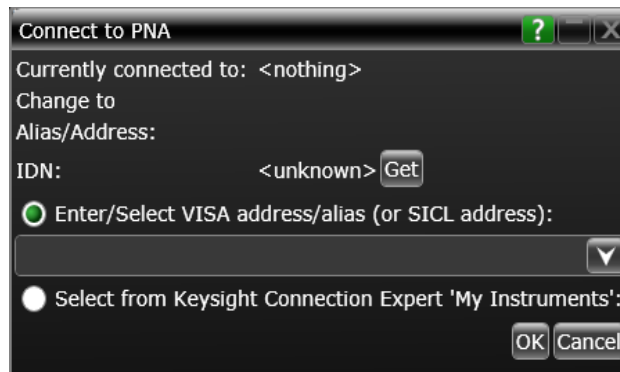 Connect to PNA ? X
Currently connected to: <nothing>
Change to
Alias/Address:
IDN: <unknown> Get
Enter/Select VISA address/alias (or SICL address):
Select from Keysight Connection Expert 'My Instruments':
OK Cancel